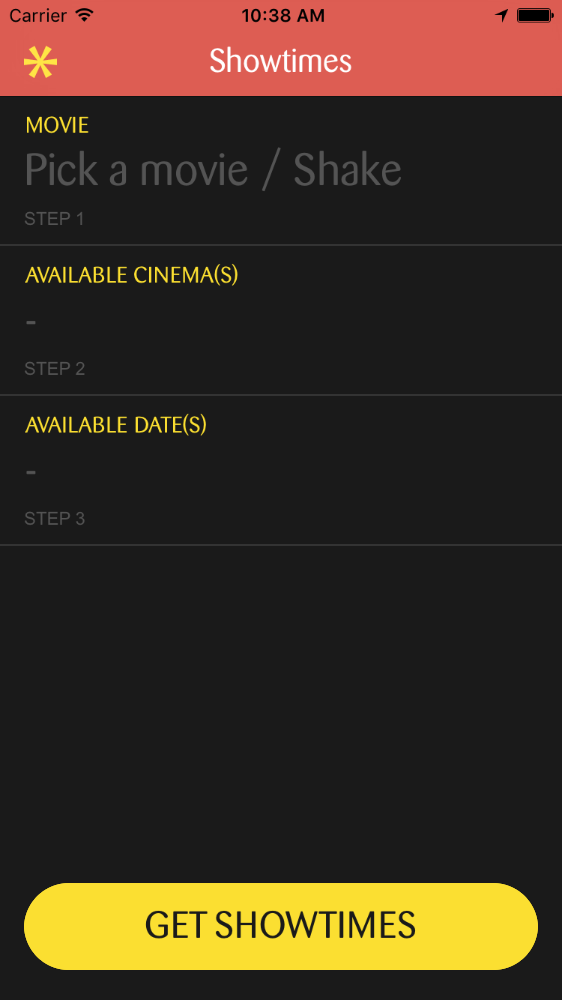 Carrier 10:38 AM
Showtimes
MOVIE
Pick a movie / Shake
STEP 1
AVAILABLE CINEMA(S)
-
STEP 2
AVAILABLE DATE(S)
-
STEP 3
GET SHOWTIMES